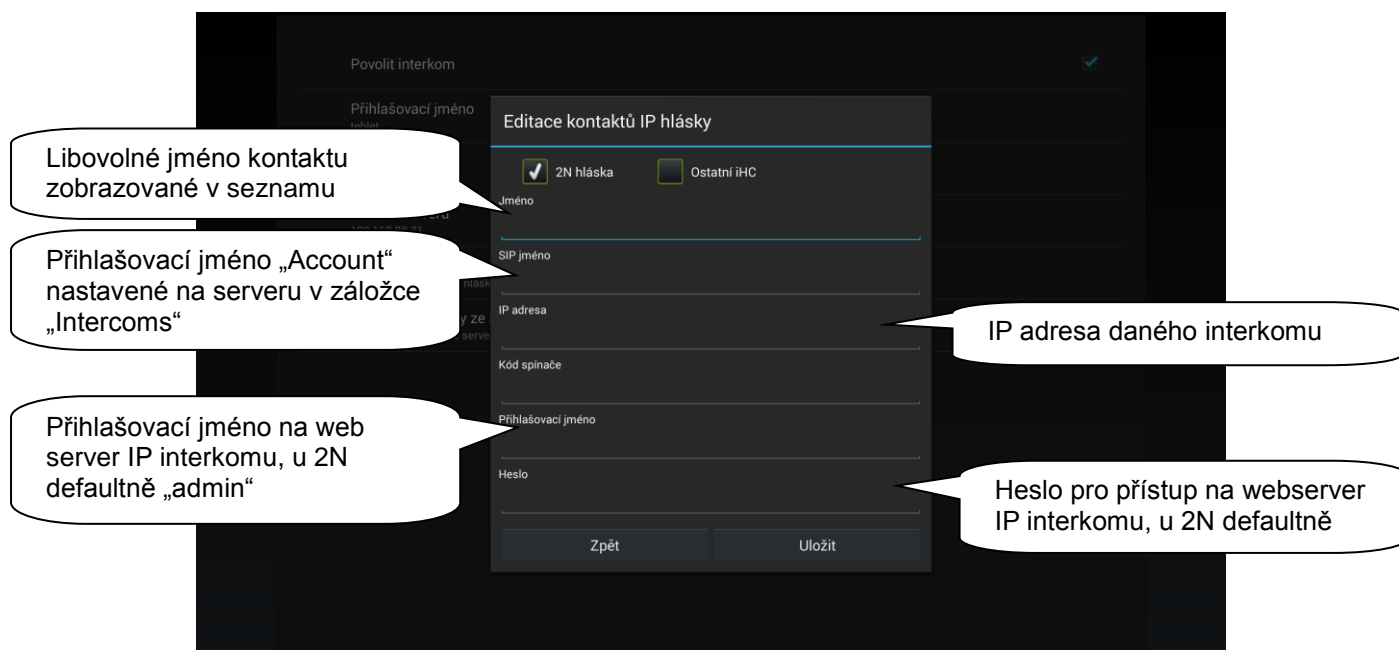 Povolit interkom
Přihlašovací jméno
tablet
Editace kontaktů IP hlásky
2N hláska
Ostatní iHC
Libovolné jméno kontaktu
zobrazované v seznamu
Jméno
Přihlašovací jméno „Account“
nastavené na serveru v záložce
„Intercoms“
SIP jméno
IP adresa
IP adresa daného interkomu
y ze
serve
Kód spínače
Přihlašovací jméno na web
server IP interkomu, u 2N
defaultně „admin“
Přihlašovací jméno
Heslo
Heslo pro přístup na webserver
IP interkomu, u 2N defaultně
Zpět
Uložit